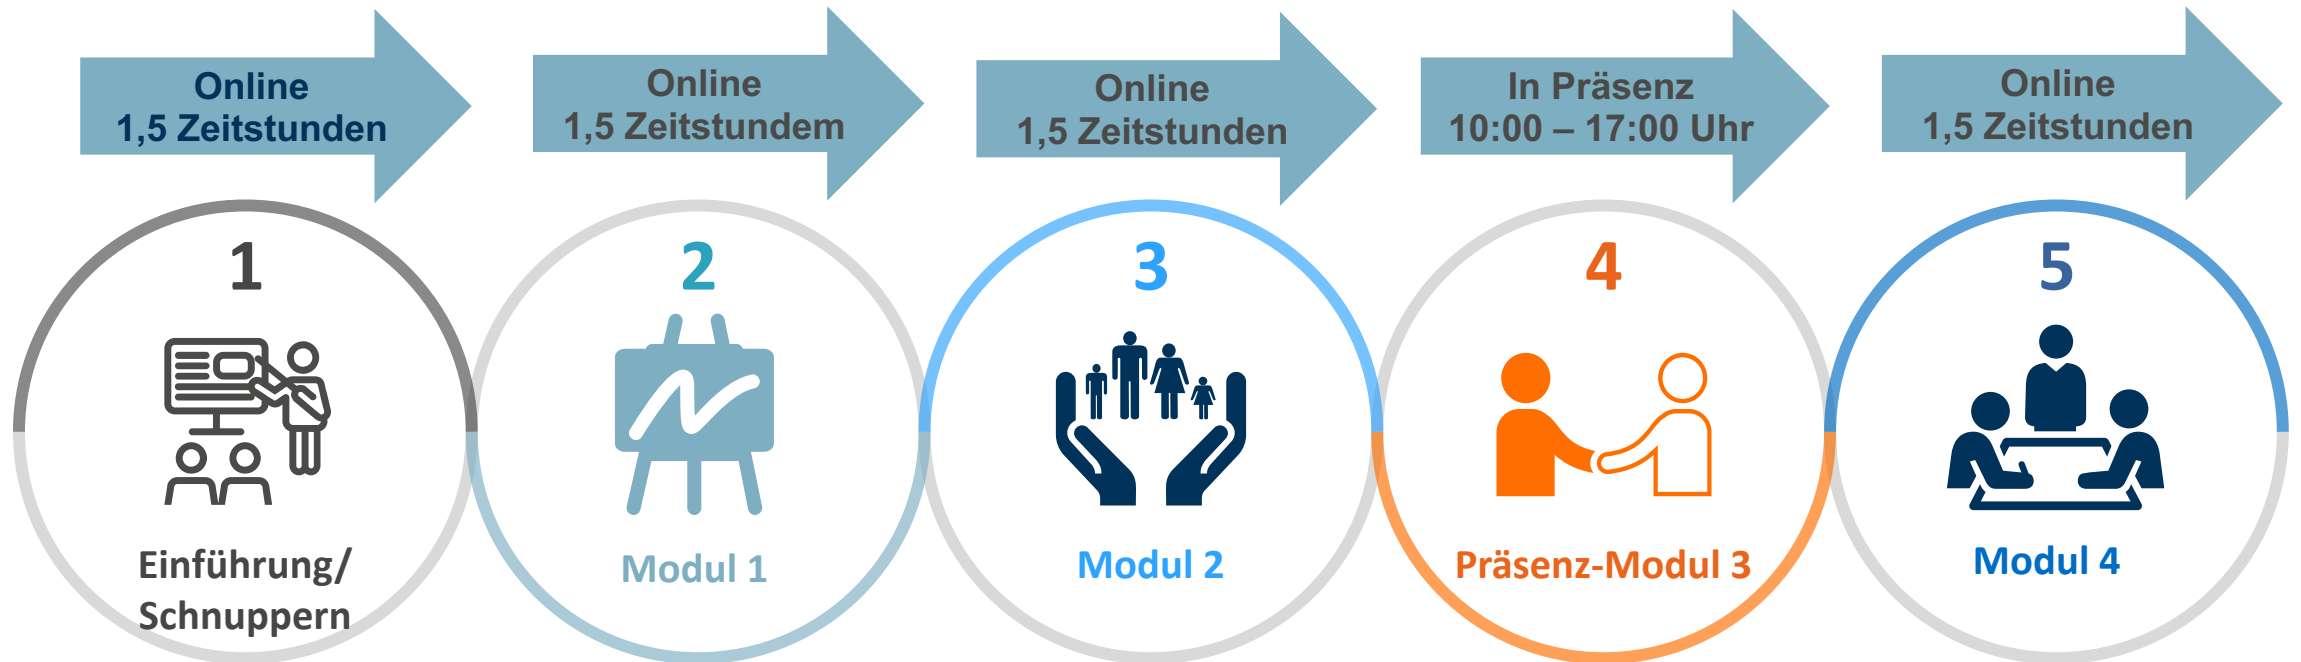 Online
1,5 Zeitstunden
Online
1,5 Zeitstundem
Online
1,5 Zeitstunden
In Präsenz
10:00 – 17:00 Uhr
Online
1,5 Zeitstunden
1
Einführung/
Schnuppern
2
Modul 1
3
Modul 2
4
Präsenz-Modul 3
5
Modul 4